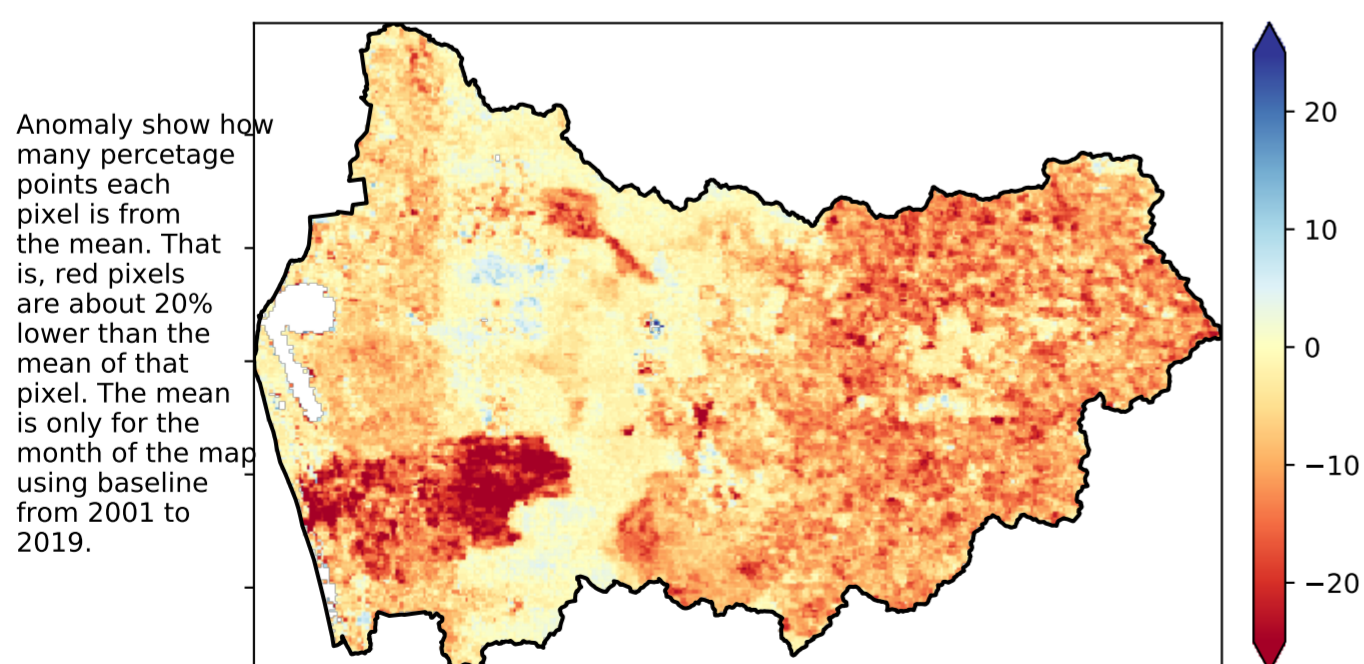 Anomaly show how
many percetage
points each
pixel is from
the mean. That
is, red pixels
are about 20%
lower than the
mean of that
pixel. The mean
is only for the
month of the map
using baseline
from 2001 to
2019.
20
10
0
−10
−20